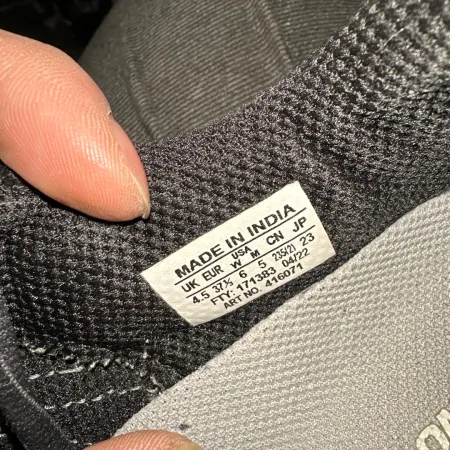 MADE IN INDIA
USA
UK EUR W M CN JP
4.5 37½ 6 5 235/21 23
FTY: 171383 04/22
ART NO. 416071